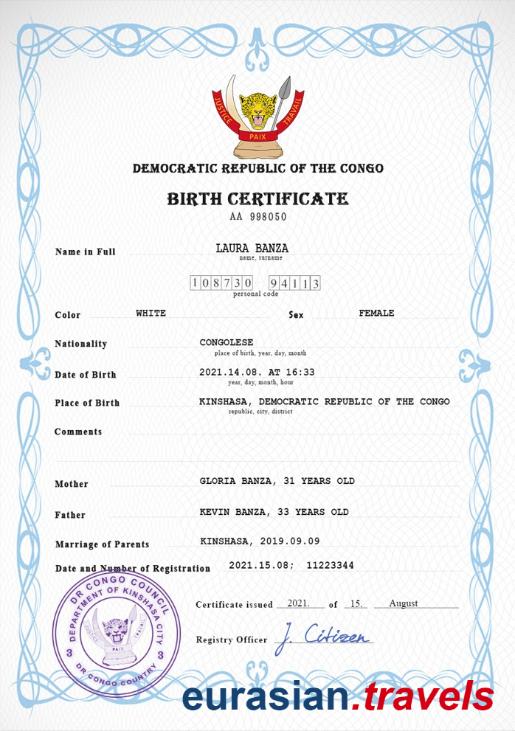 JUSTICE PAIX TRAVAIL
DEMOCRATIC REPUBLIC OF THE CONGO
BIRTH CERTIFICATE
AA 998050
Name in Full LAURA BANZA
name, surname
108730 94113
personal code
Color WHITE Sex FEMALE
Nationality CONGOLESE
place of birth, year, day, month
Date of Birth 2021.14.08. AT 16:33
year, day, month, hour
Place of Birth KINSHASA, DEMOCRATIC REPUBLIC OF THE CONGO
republic, city, district
Comments
Mother GLORIA BANZA, 31 YEARS OLD
Father KEVIN BANZA, 33 YEARS OLD
Marriage of Parents KINSHASA, 2019.09.09
Date and Number of Registration 2021.15.08; 11223344
Certificate issued 2021. of 15. August
Registry Officer J. Citizen
DR CONGO COUNCIL
DEPARTMENT OF KINSHASA CITY
3 3
DR.CONGO COUNTRY
PAIX
eurasian.travels